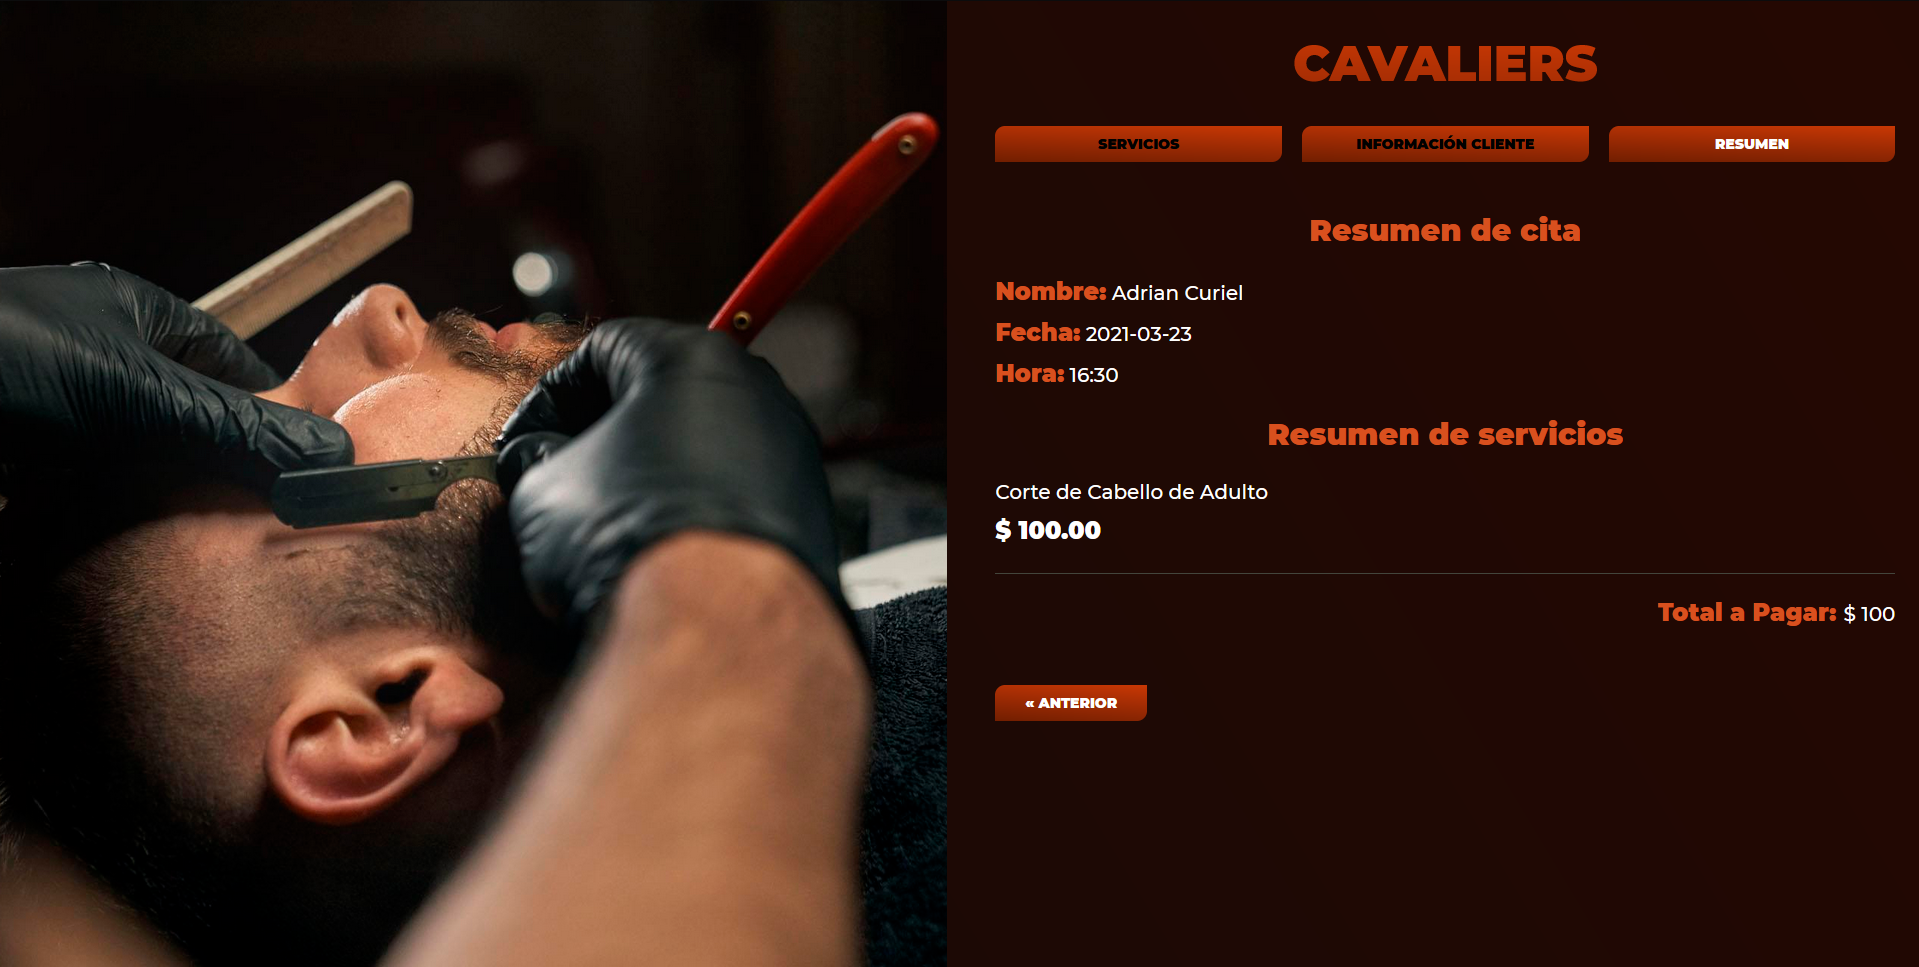 CAVALIERS
SERVICIOS
INFORMACIÓN CLIENTE
RESUMEN
Resumen de cita
Nombre: Adrian Curiel
Fecha: 2021-03-23
Hora: 16:30
Resumen de servicios
Corte de Cabello de Adulto
$ 100.00
Total a Pagar: $ 100
« ANTERIOR